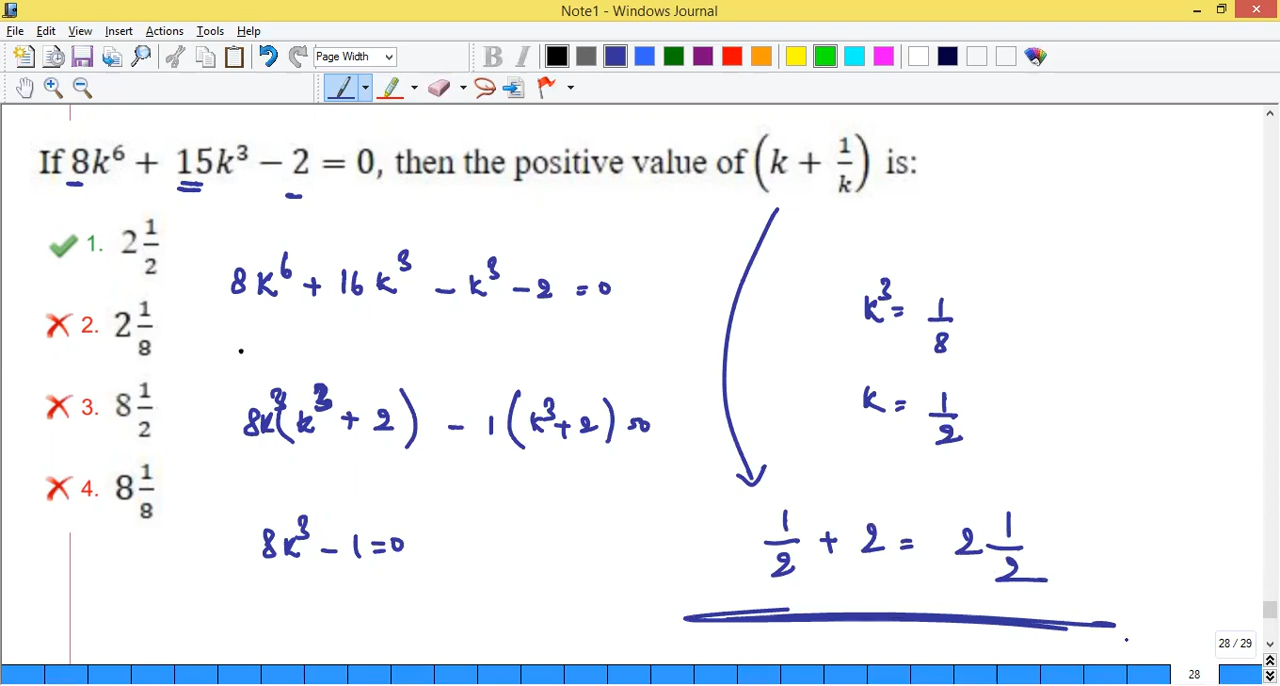 Note1 - Windows Journal
File Edit View Insert Actions Tools Help
Page Width
B I
If 8k⁶ + 15k³ − 2 = 0, then the positive value of (k + 1/k) is:
1. 2 1/2
2. 2 1/8
3. 8 1/2
4. 8 1/8
8k⁶ + 16k³ - k³ - 2 = 0
8k³(k³ + 2) - 1(k³ + 2) = 0
8k³ - 1 = 0
k³ = 1/8
k = 1/2
1/2 + 2 = 2 1/2
28 / 29
28